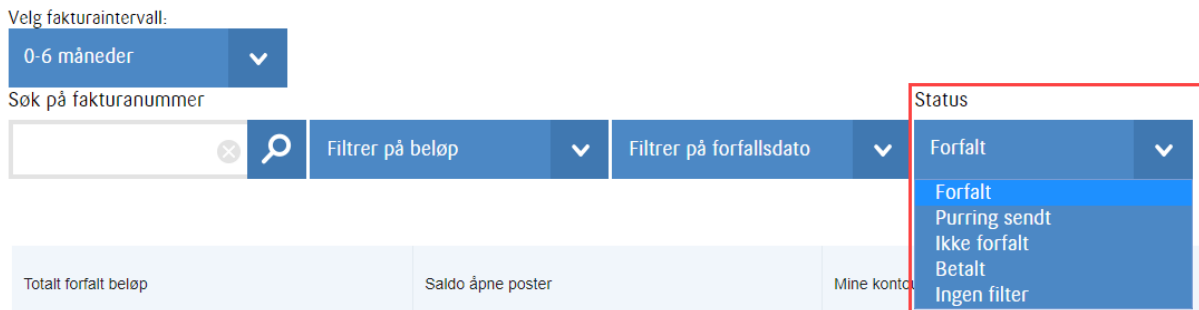 Velg fakturaintervall:
0-6 måneder
Søk på fakturanummer
Status
Filtrer på beløp
Filtrer på forfallsdato
Forfalt
Forfalt
Purring sendt
Ikke forfalt
Betalt
Ingen filter
Totalt forfalt beløp
Saldo åpne poster
Mine